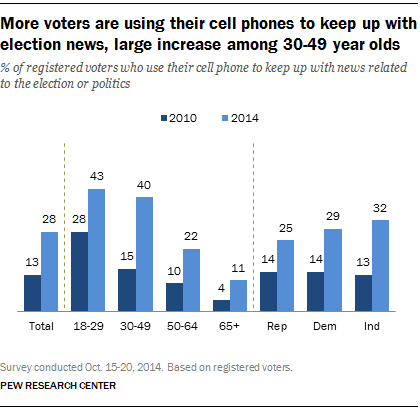 More voters are using their cell phones to keep up with
election news, large increase among 30-49 year olds
% of registered voters who use their cell phone to keep up with news related
to the election or politics
2010 2014
13 28 28 43 15 40 10 22 4 11 14 25 14 29 13 32
Total 18-29 30-49 50-64 65+ Rep Dem Ind
Survey conducted Oct. 15-20, 2014. Based on registered voters.
PEW RESEARCH CENTER